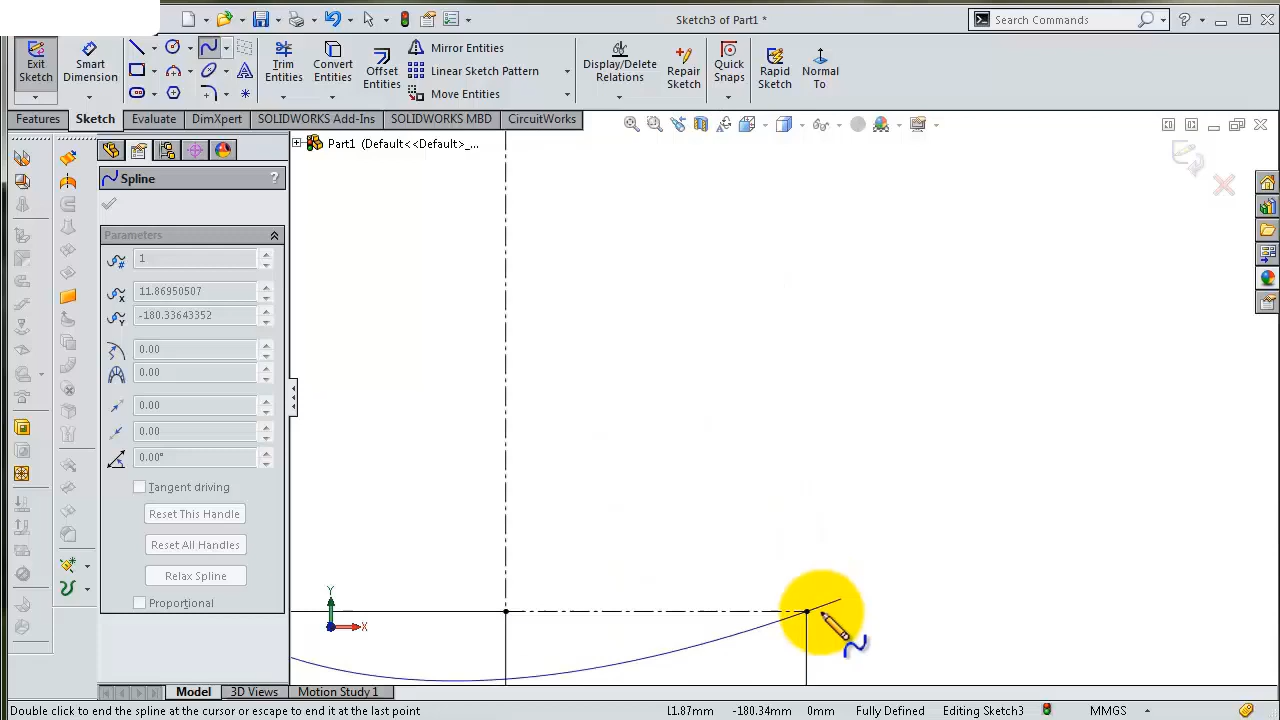 Sketch3 of Part1 *
Search Commands
?
Exit Sketch
Smart Dimension
Trim Entities
Convert Entities
Offset Entities
Mirror Entities
Linear Sketch Pattern
Move Entities
Display/Delete Relations
Repair Sketch
Quick Snaps
Rapid Sketch
Normal To
Features
Sketch
Evaluate
DimXpert
SOLIDWORKS Add-Ins
SOLIDWORKS MBD
CircuitWorks
Part1 (Default<<Default>_...
Spline
?
Parameters
1
11.86950507
-180.33643352
0.00
0.00
0.00
0.00
0.00°
Tangent driving
Reset This Handle
Reset All Handles
Relax Spline
Proportional
Y
X
Model
3D Views
Motion Study 1
Double click to end the spline at the cursor or escape to end it at the last point
11.87mm
-180.34mm
0mm
Fully Defined
Editing Sketch3
MMGS